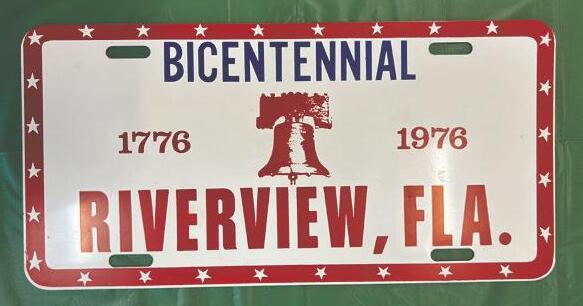 BICENTENNIAL
1776 1976
RIVERVIEW, FLA.